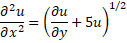 ∂²u/∂x² = (∂u/∂y + 5u)^{1/2}